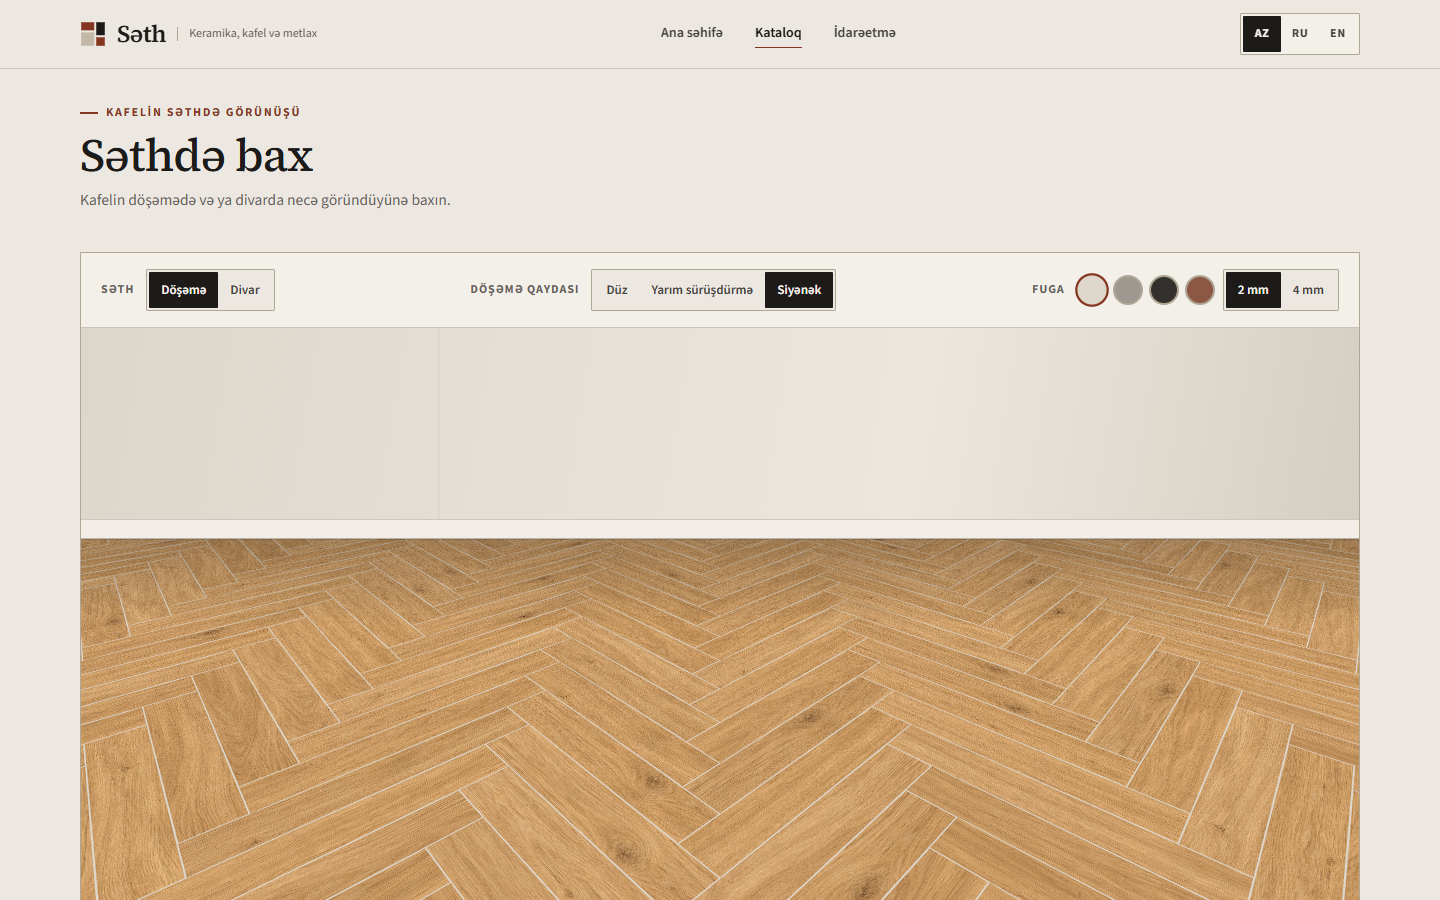 Səth
Keramika, kafel və metlax
Ana səhifə
Kataloq
İdarəetmə
AZ
RU
EN
KAFELİN SƏTHDƏ GÖRÜNÜŞÜ
Səthdə bax
Kafelin döşəmədə və ya divarda necə göründüyünə baxın.
SƏTH
Döşəmə
Divar
DÖŞƏMƏ QAYDASI
Düz
Yarım sürüşdürmə
Siyənək
FUGA
2 mm
4 mm